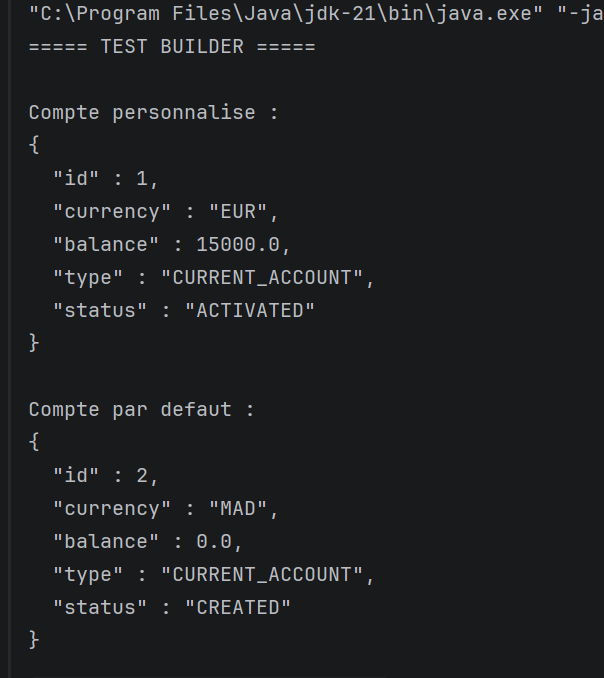 "C:\Program Files\Java\jdk-21\bin\java.exe" "-ja
===== TEST BUILDER =====
Compte personnalise :
{
  "id" : 1,
  "currency" : "EUR",
  "balance" : 15000.0,
  "type" : "CURRENT_ACCOUNT",
  "status" : "ACTIVATED"
}
Compte par defaut :
{
  "id" : 2,
  "currency" : "MAD",
  "balance" : 0.0,
  "type" : "CURRENT_ACCOUNT",
  "status" : "CREATED"
}